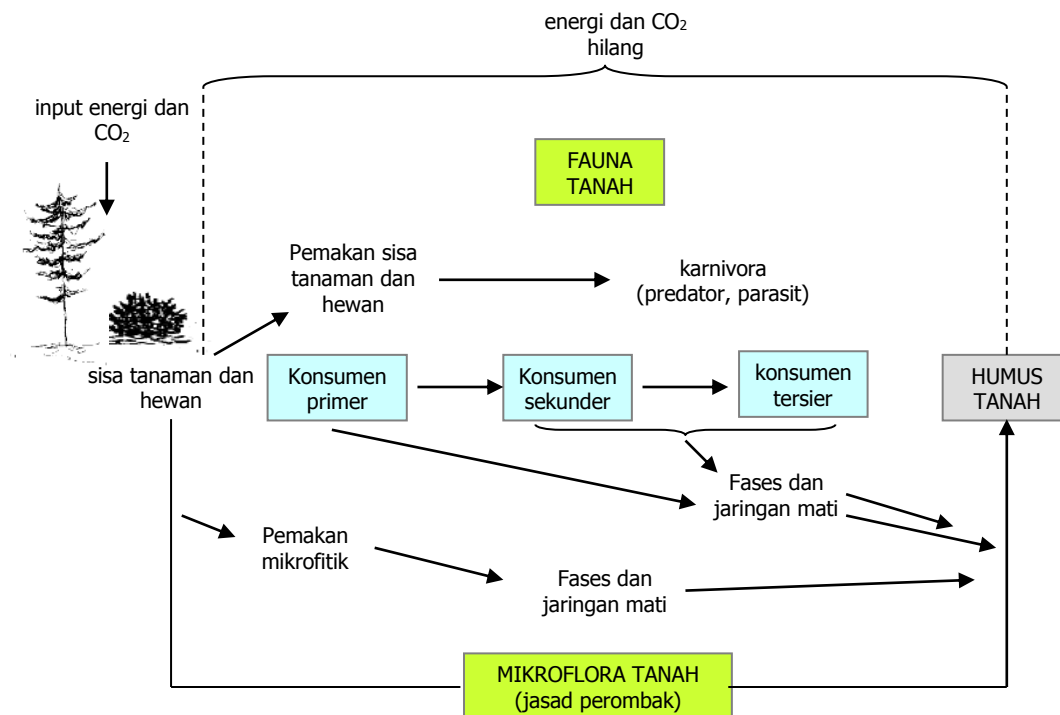 energi dan CO₂
hilang
input energi dan
CO₂
FAUNA
TANAH
Pemakan sisa
tanaman dan
hewan
karnivora
(predator, parasit)
sisa tanaman dan
hewan
Konsumen
primer
Konsumen
sekunder
konsumen
tersier
HUMUS
TANAH
Fases dan
jaringan mati
Pemakan
mikrofitik
Fases dan
jaringan mati
MIKROFLORA TANAH
(jasad perombak)